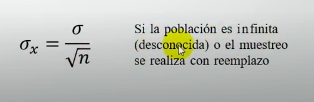 σₓ = σ / √n
Si la población es infinita
(desconocida) o el muestreo
se realiza con reemplazo